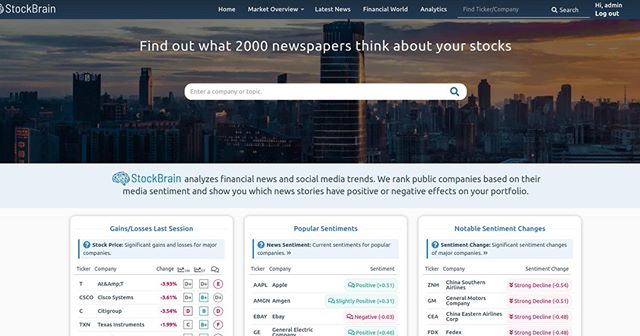 StockBrain
Home Market Overview Latest News Financial World Analytics Find Ticker/Company Search Hi, admin
Log out
Find out what 2000 newspapers think about your stocks
Enter a company or topic.
StockBrain analyzes financial news and social media trends. We rank public companies based on their
media sentiment and show you which news stories have positive or negative effects on your portfolio.
Gains/Losses Last Session
Stock Price: Significant gains and losses for major
companies.
Ticker Company Change
T At&Amp;T -3.93% D+ D+ E
CSCO Cisco Systems -3.61% D+ B+ D+
C Citigroup -3.54% D B D
TXN Texas Instruments -1.99% C B+ F
Popular Sentiments
News Sentiment: Current sentiments for popular
companies. »
Ticker Company Sentiment
AAPL Apple Positive (+0.51)
AMGN Amgen Slightly Positive (+0.31)
EBAY Ebay Negative (-0.03)
GE General Electric
Company Positive (+0.46)
Notable Sentiment Changes
Sentiment Change: Significant sentiment changes
of major companies. »
Ticker Company Sentiment Change
ZNH China Southern
Airlines Strong Decline (-0.54)
GM General Motors
Company Strong Decline (-0.51)
CEA China Eastern Airlines
Corp Strong Decline (-0.48)
FDX Fedex Strong Decline (-0.48)